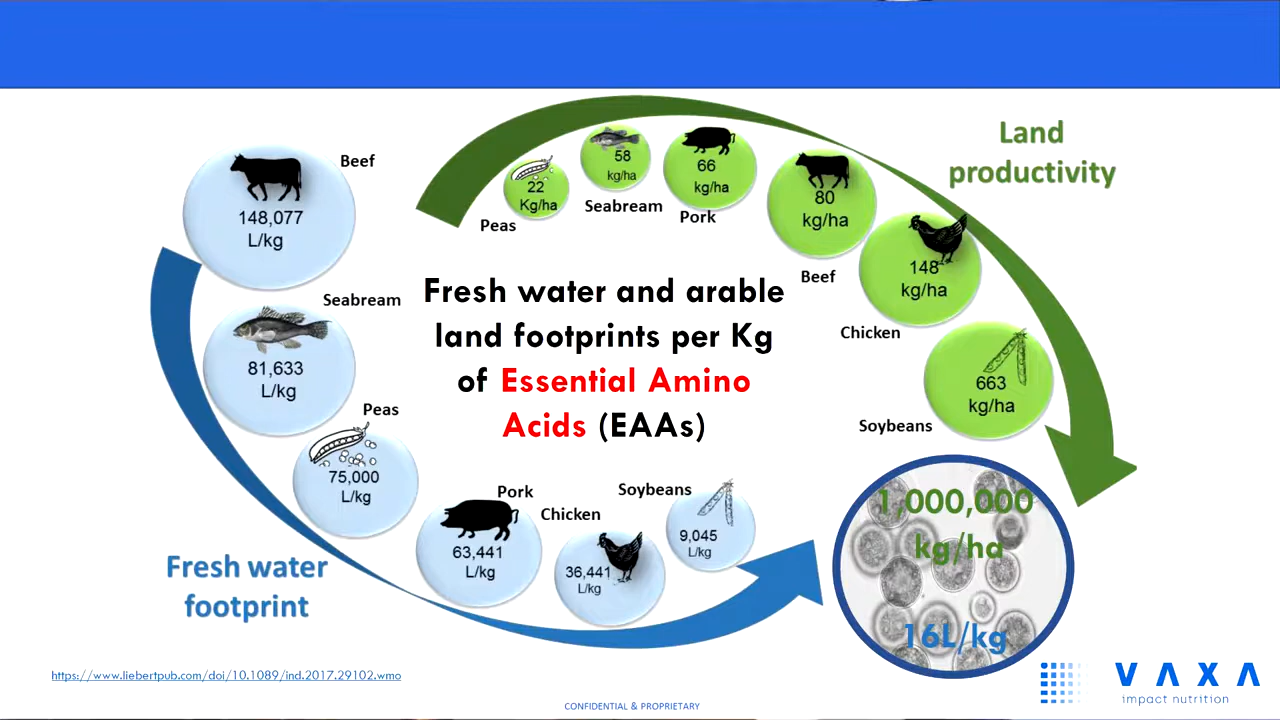 Land
productivity
Beef
148,077
L/kg
Seabream
81,633
L/kg
Peas
75,000
L/kg
Pork
63,441
L/kg
Chicken
36,441
L/kg
Soybeans
9,045
L/kg
Fresh water
footprint
22
Kg/ha
Peas
58
kg/ha
Seabream
66
kg/ha
Pork
80
kg/ha
Beef
148
kg/ha
Chicken
663
kg/ha
Soybeans
Fresh water and arable
land footprints per Kg
of Essential Amino
Acids (EAAs)
1,000,000
kg/ha
16L/kg
https://www.liebertpub.com/doi/10.1089/ind.2017.29102.wmo
CONFIDENTIAL & PROPRIETARY
VAXA
impact nutrition